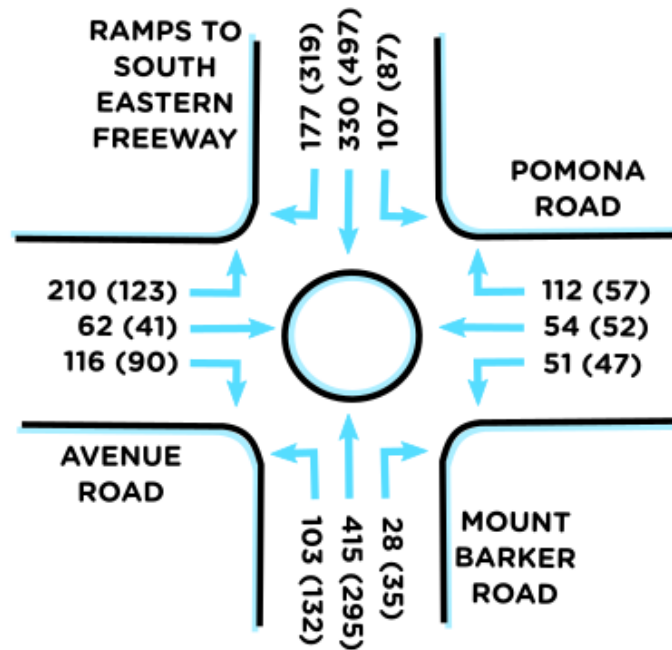 RAMPS TO
SOUTH
EASTERN
FREEWAY
177 (319)
330 (497)
107 (87)
POMONA
ROAD
210 (123)
62 (41)
116 (90)
112 (57)
54 (52)
51 (47)
AVENUE
ROAD
103 (132)
415 (295)
28 (35)
MOUNT
BARKER
ROAD